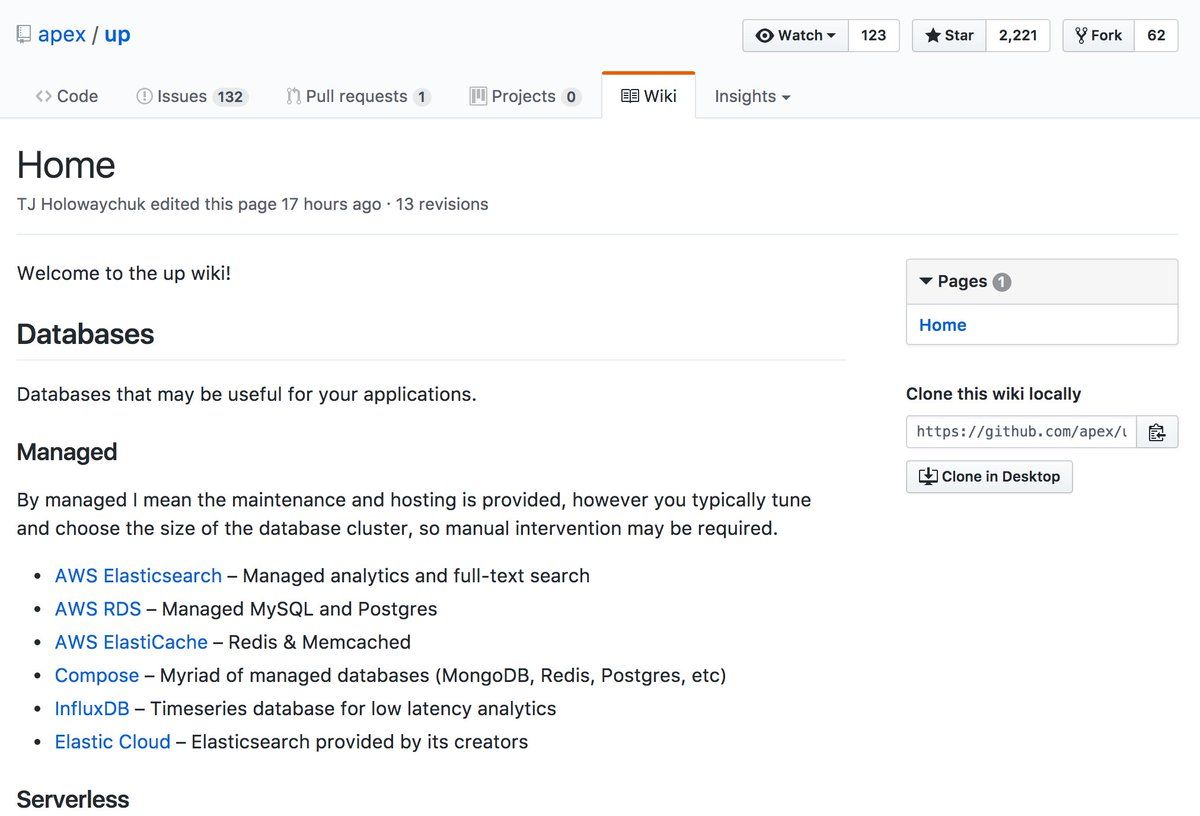 apex / up
Watch 123 Star 2,221 Fork 62
Code Issues 132 Pull requests 1 Projects 0 Wiki Insights
Home
TJ Holowaychuk edited this page 17 hours ago · 13 revisions
Welcome to the up wiki!
Databases
Databases that may be useful for your applications.
Managed
By managed I mean the maintenance and hosting is provided, however you typically tune
and choose the size of the database cluster, so manual intervention may be required.
• AWS Elasticsearch – Managed analytics and full-text search
• AWS RDS – Managed MySQL and Postgres
• AWS ElastiCache – Redis & Memcached
• Compose – Myriad of managed databases (MongoDB, Redis, Postgres, etc)
• InfluxDB – Timeseries database for low latency analytics
• Elastic Cloud – Elasticsearch provided by its creators
Serverless
Pages 1
Home
Clone this wiki locally
https://github.com/apex/u
Clone in Desktop